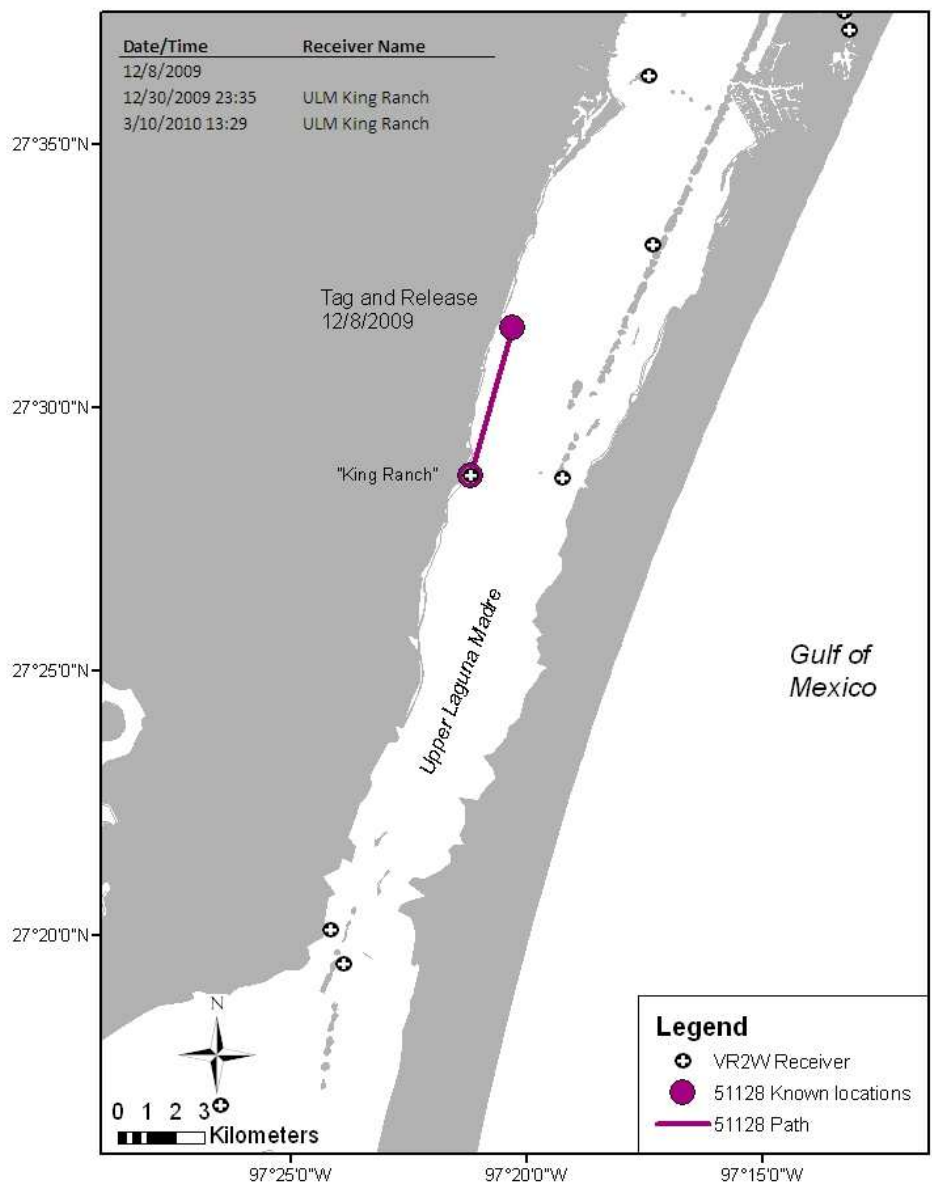 Date/Time Receiver Name
12/8/2009
12/30/2009 23:35 ULM King Ranch
3/10/2010 13:29 ULM King Ranch
27°35'0"N
Tag and Release
12/8/2009
27°30'0"N
"King Ranch"
27°25'0"N
Upper Laguna Madre
Gulf of
Mexico
27°20'0"N
N
0 1 2 3
Kilometers
Legend
VR2W Receiver
51128 Known locations
51128 Path
97°25'0"W 97°20'0"W 97°15'0"W